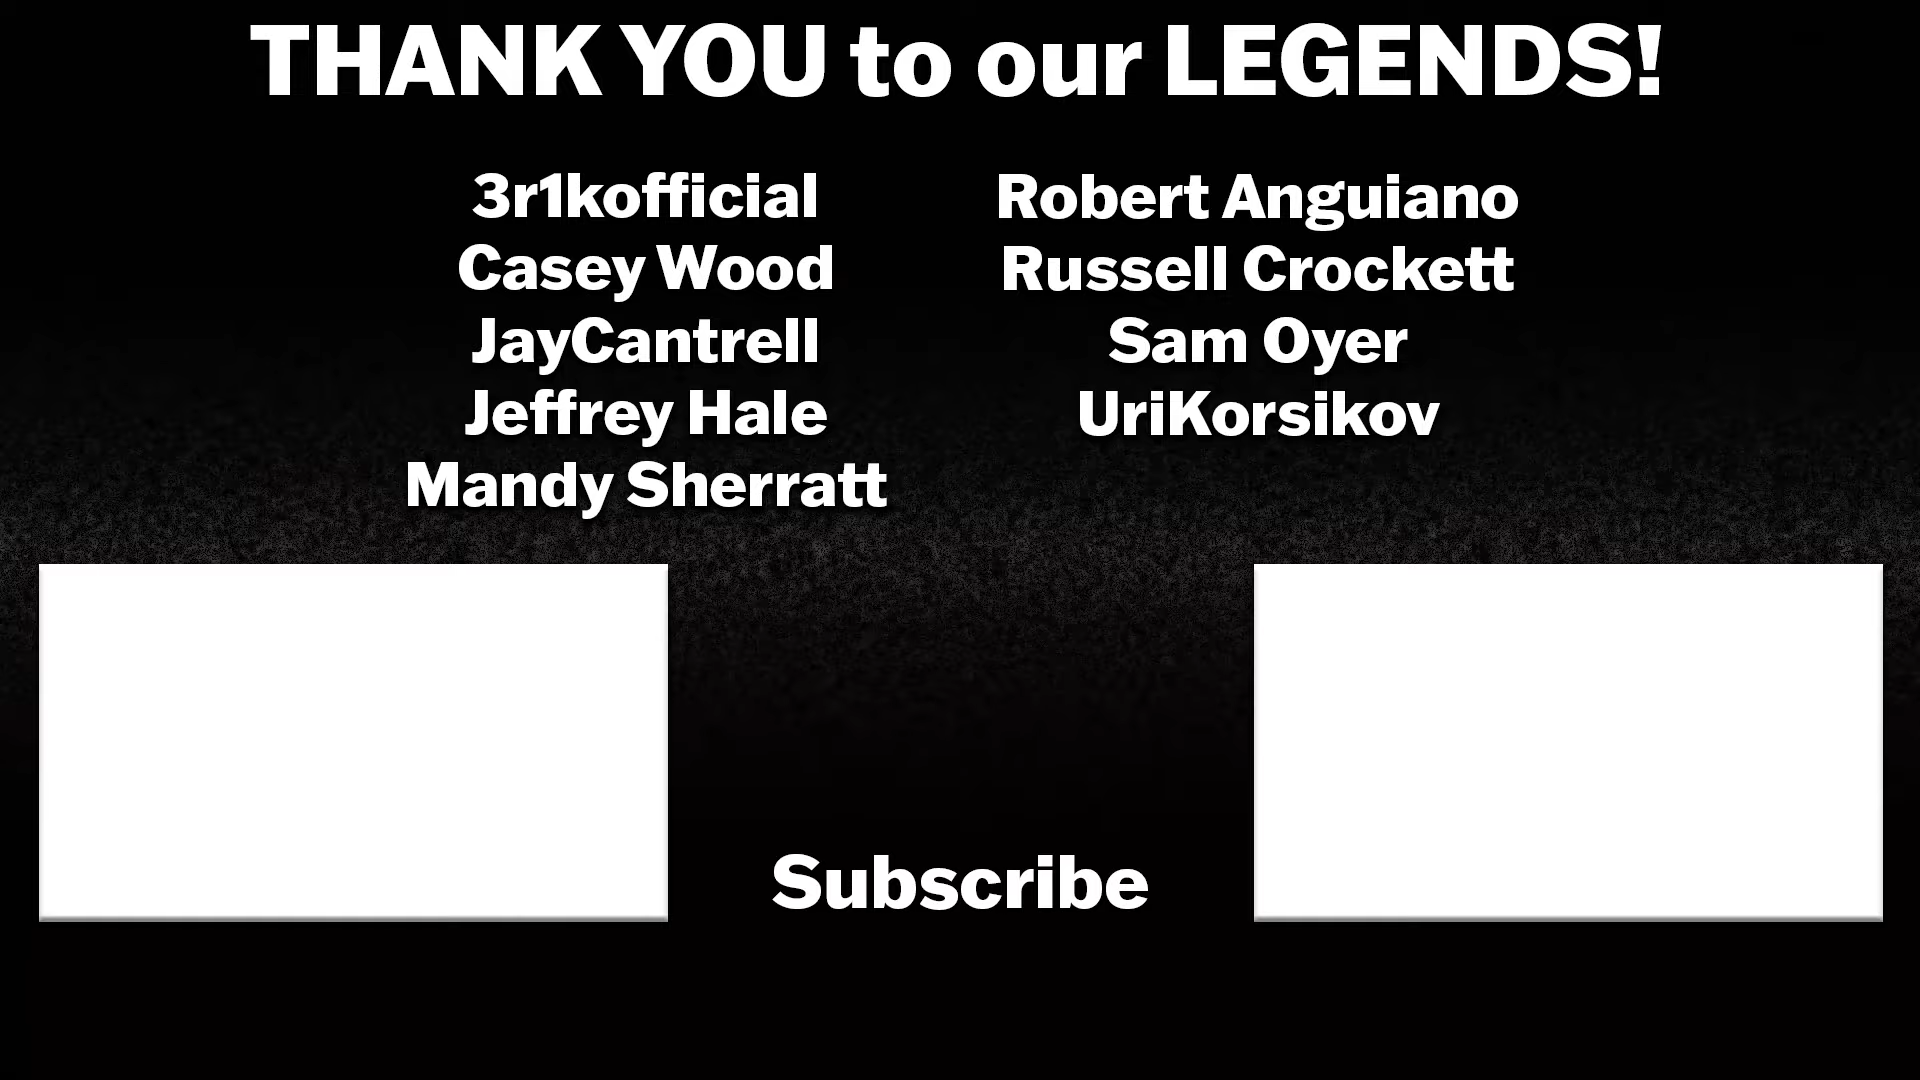 THANK YOU to our LEGENDS!
3r1kofficial
Casey Wood
JayCantrell
Jeffrey Hale
Mandy Sherratt
Robert Anguiano
Russell Crockett
Sam Oyer
UriKorsikov
Subscribe